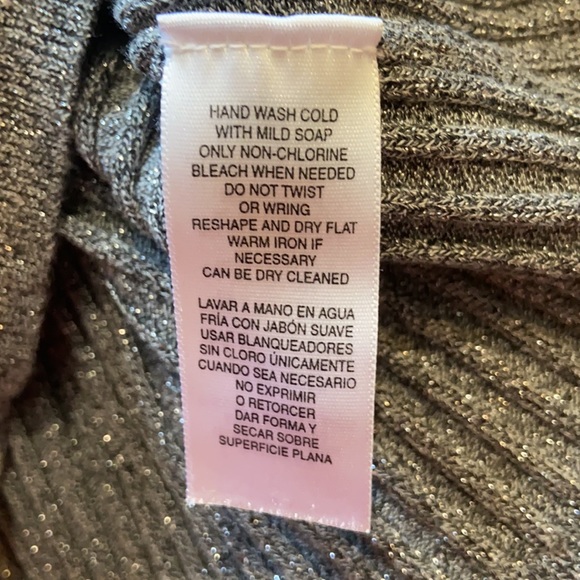 HAND WASH COLD
WITH MILD SOAP
ONLY NON-CHLORINE
BLEACH WHEN NEEDED
DO NOT TWIST
OR WRING
RESHAPE AND DRY FLAT
WARM IRON IF
NECESSARY
CAN BE DRY CLEANED
LAVAR A MANO EN AGUA
FRÍA CON JABÓN SUAVE
USAR BLANQUEADORES
SIN CLORO ÚNICAMENTE
CUANDO SEA NECESARIO
NO EXPRIMIR
O RETORCER
DAR FORMA Y
SECAR SOBRE
SUPERFICIE PLANA